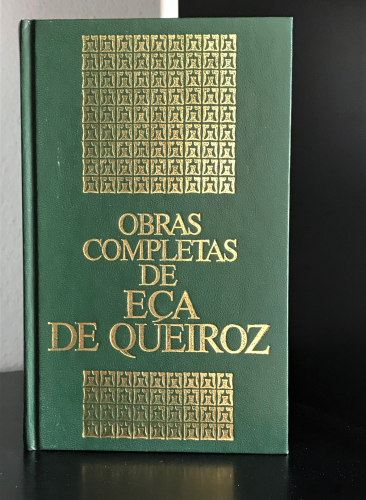 OBRAS
COMPLETAS
DE
EÇA
DE QUEIROZ